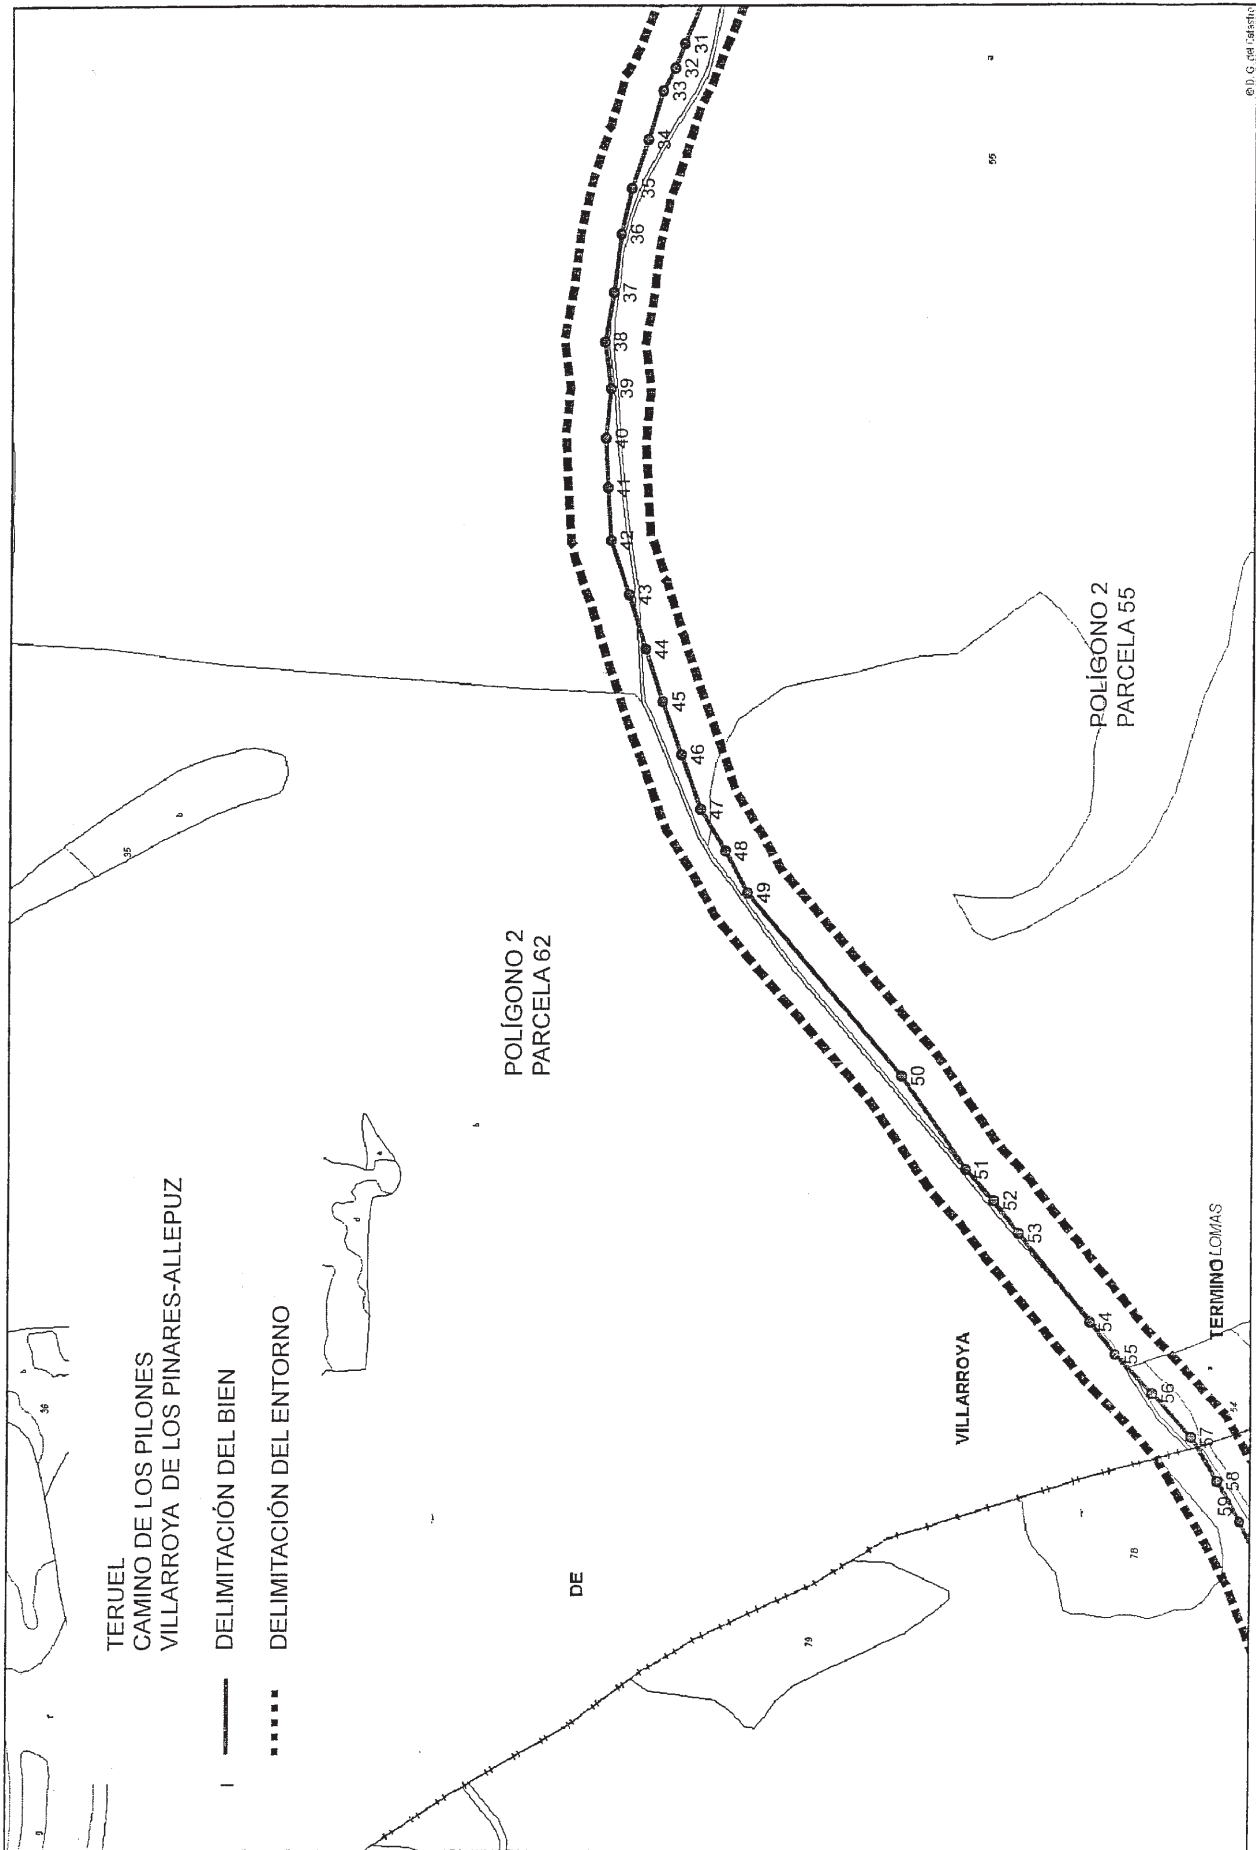 TERUEL
CAMINO DE LOS PILONES
VILLARROYA DE LOS PINARES-ALLEPUZ
DELIMITACIÓN DEL BIEN
DELIMITACIÓN DEL ENTORNO
POLÍGONO 2
PARCELA 62
POLÍGONO 2
PARCELA 55
DE
VILLARROYA
TERMINO LOMAS
31
32
33
34
35
36
37
38
39
40
41
42
43
44
45
46
47
48
49
50
51
52
53
54
55
56
57
58
59
36
35
b
55
a
79
78
54
© D. G. del Catastro